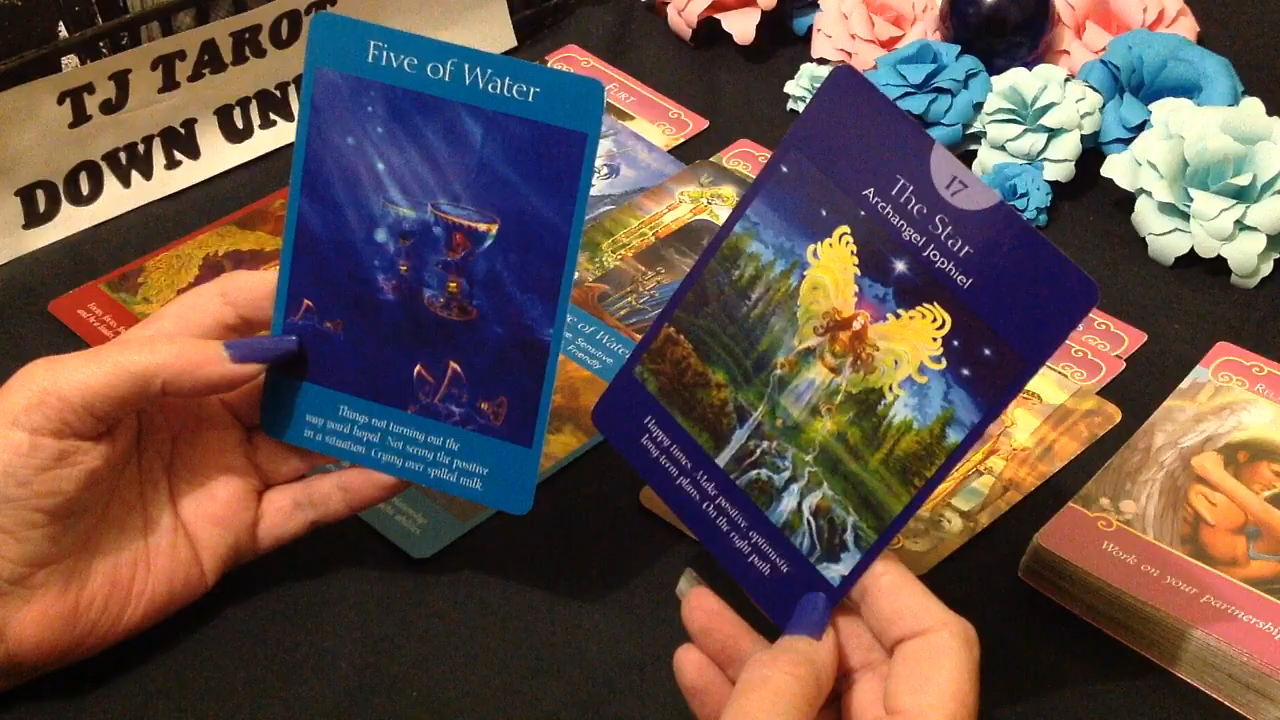 TJ TAROT
DOWN UN
Five of Water
Things not turning out the
way you'd hoped. Not seeing the positive
in a situation. Crying over spilled milk
17
The Star
Archangel Jophiel
Happy times. Make positive, optimistic
long-term plans. On the right path
FLIRT
of Water
Sensitive
Friendly
Work on your partnership